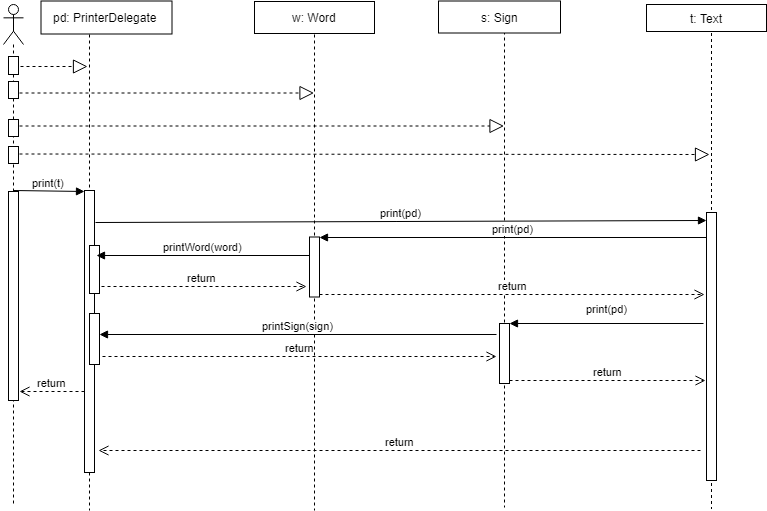 pd: PrinterDelegate
w: Word
s: Sign
t: Text
print(t)
print(pd)
print(pd)
printWord(word)
return
return
print(pd)
printSign(sign)
return
return
return
return